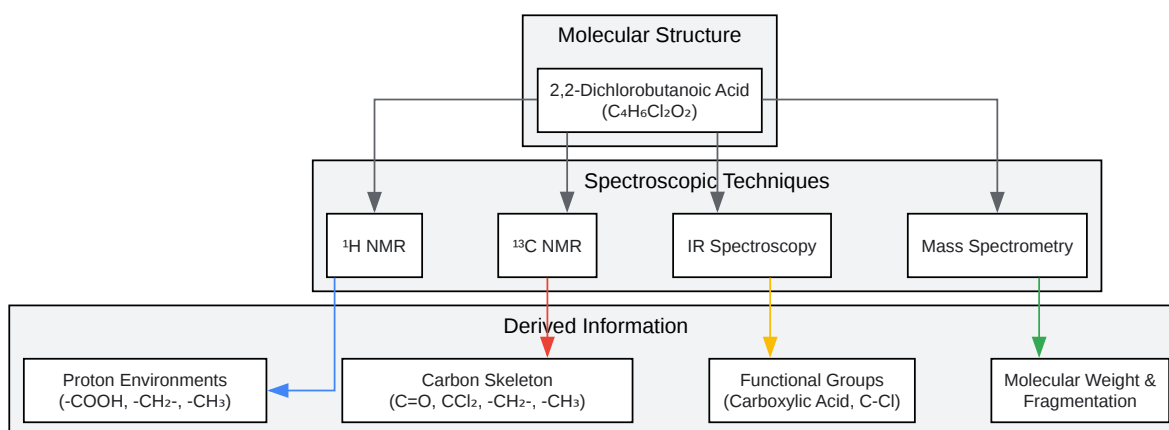 Molecular Structure
2,2-Dichlorobutanoic Acid
(C₄H₆Cl₂O₂)
Spectroscopic Techniques
¹H NMR
¹³C NMR
IR Spectroscopy
Mass Spectrometry
Derived Information
Proton Environments
(-COOH, -CH₂-, -CH₃)
Carbon Skeleton
(C=O, CCl₂, -CH₂-, -CH₃)
Functional Groups
(Carboxylic Acid, C-Cl)
Molecular Weight &
Fragmentation